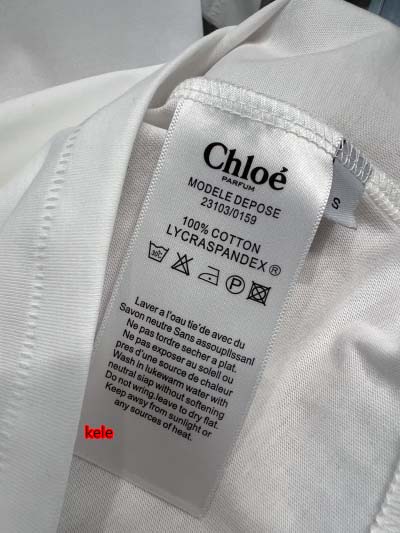 Chloé
PARFUM
MODELE DEPOSE
23103/0159
100% COTTON
LYCRASPANDEX®
30°
P
Laver a l'oau tie'de avec du
Savon neutre Sans assouplissanl
Ne pas tordre secher a plat.
Ne pas exposer au soleil ou
pres d'une source de chaleur
Wash in lukewarm water with
neutral siap without softening
Do not wring.leave to dry flat.
Keep away from sunlight or
any sources of heat.
S
kele